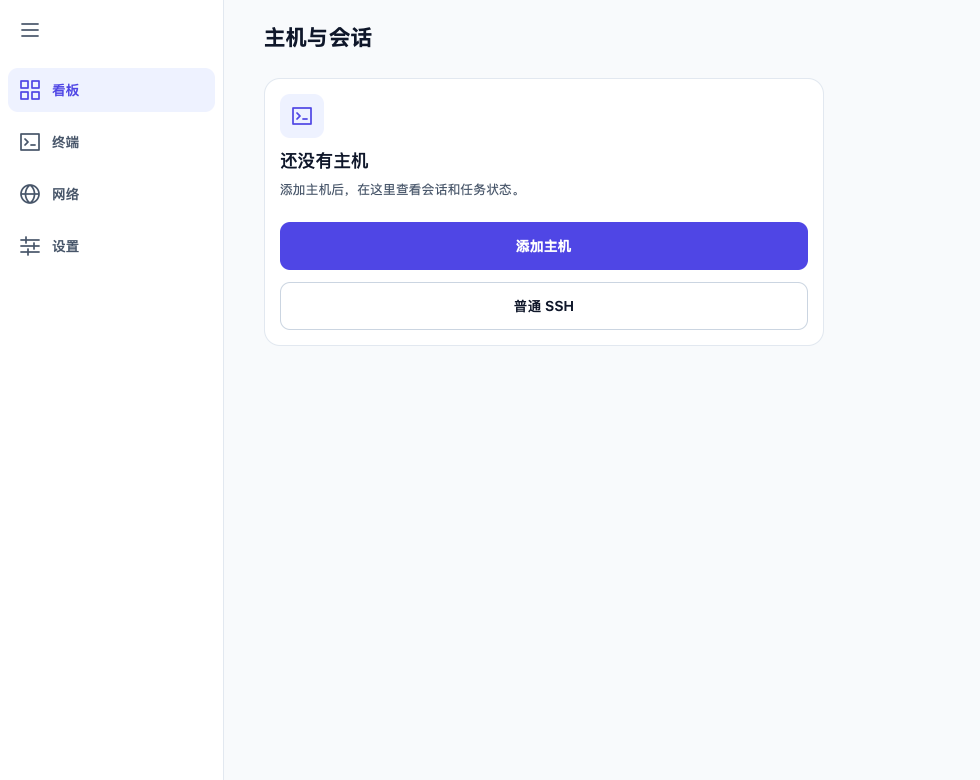 主机与会话
看板
终端
网络
设置
还没有主机
添加主机后，在这里查看会话和任务状态。
添加主机
普通 SSH